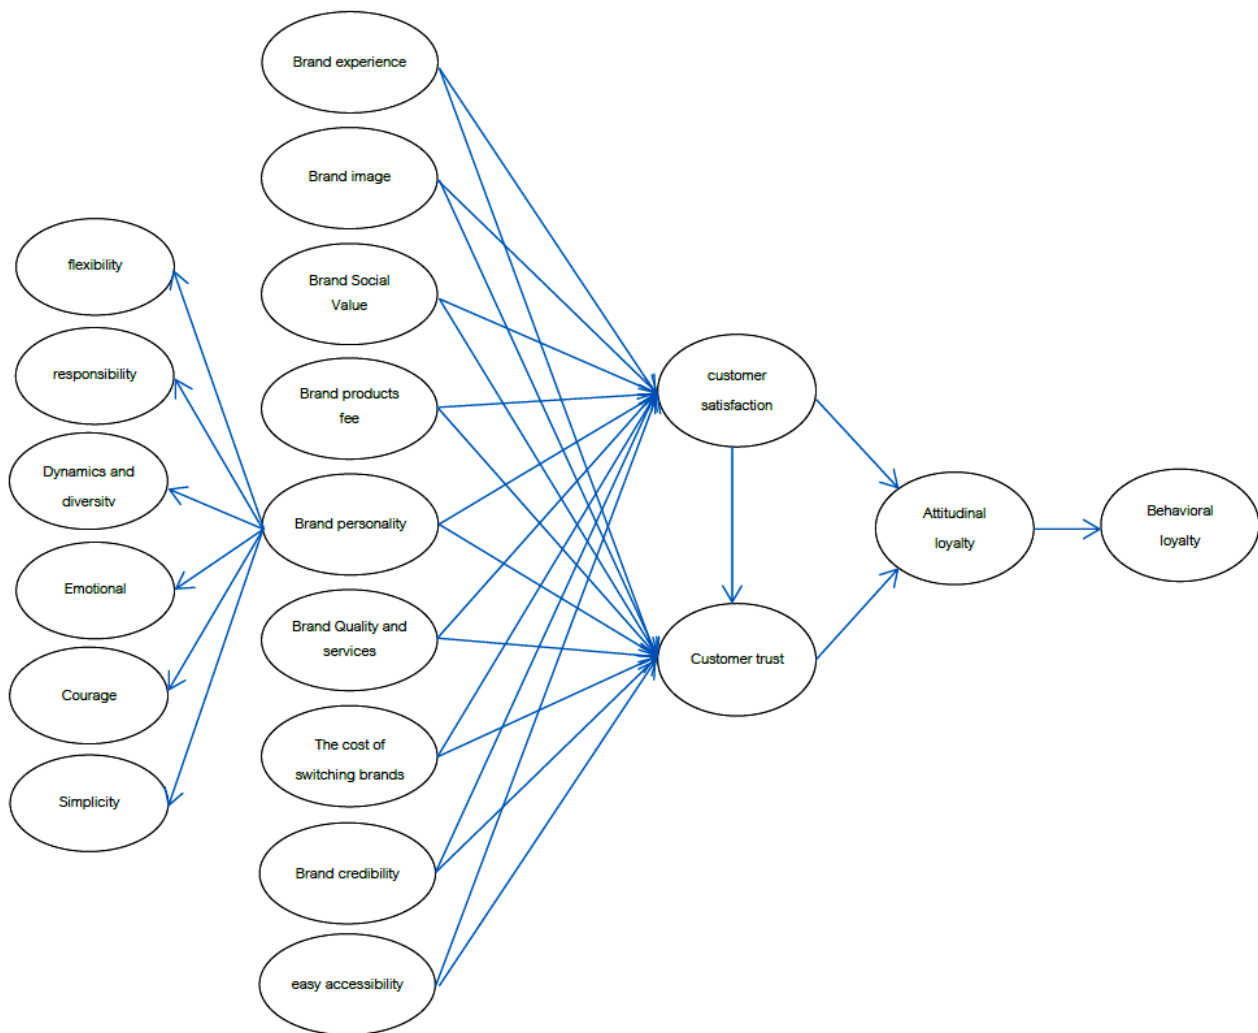 Brand experience
Brand image
Brand Social
Value
Brand products
fee
Brand personality
Brand Quality and
services
The cost of
switching brands
Brand credibility
easy accessibility
flexibility
responsibility
Dynamics and
diversity
Emotional
Courage
Simplicity
customer
satisfaction
Customer trust
Attitudinal
loyalty
Behavioral
loyalty